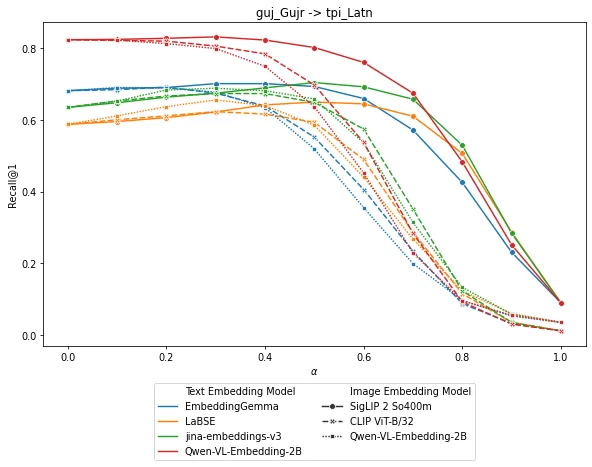 guj_Gujr -> tpi_Latn
Recall@1
0.8
0.6
0.4
0.2
0.0
0.0 0.2 0.4 0.6 0.8 1.0
α
Text Embedding Model
EmbeddingGemma
LaBSE
jina-embeddings-v3
Qwen-VL-Embedding-2B
Image Embedding Model
SigLIP 2 So400m
CLIP ViT-B/32
Qwen-VL-Embedding-2B